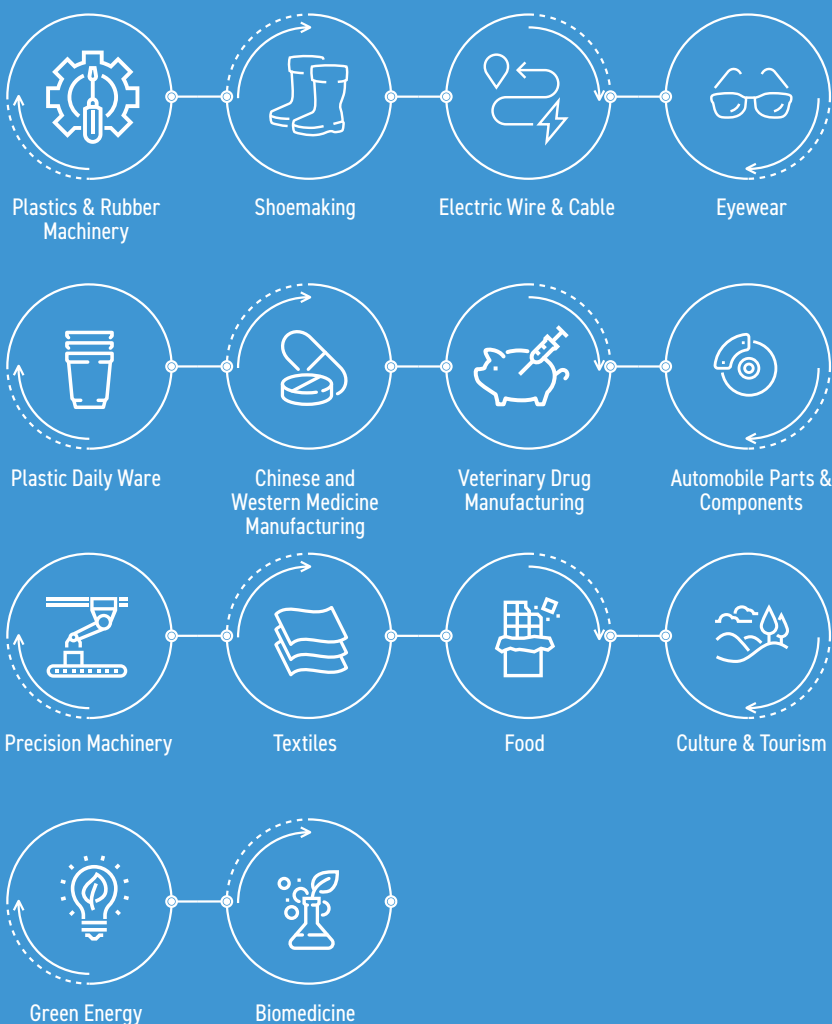 Plastics & Rubber
Machinery
Shoemaking
Electric Wire & Cable
Eyewear
Plastic Daily Ware
Chinese and
Western Medicine
Manufacturing
Veterinary Drug
Manufacturing
Automobile Parts &
Components
Precision Machinery
Textiles
Food
Culture & Tourism
Green Energy
Biomedicine